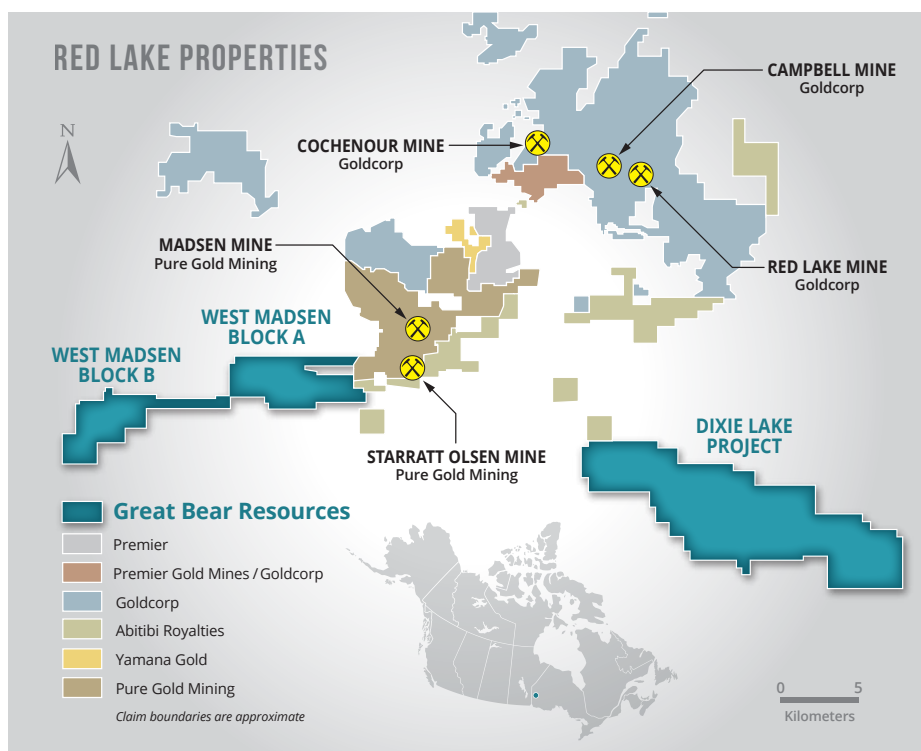 RED LAKE PROPERTIES
N
CAMPBELL MINE
Goldcorp
COCHENOUR MINE
Goldcorp
MADSEN MINE
Pure Gold Mining
RED LAKE MINE
Goldcorp
WEST MADSEN
BLOCK A
WEST MADSEN
BLOCK B
DIXIE LAKE
PROJECT
STARRATT OLSEN MINE
Pure Gold Mining
Great Bear Resources
Premier
Premier Gold Mines / Goldcorp
Goldcorp
Abitibi Royalties
Yamana Gold
Pure Gold Mining
Claim boundaries are approximate
0 5
Kilometers